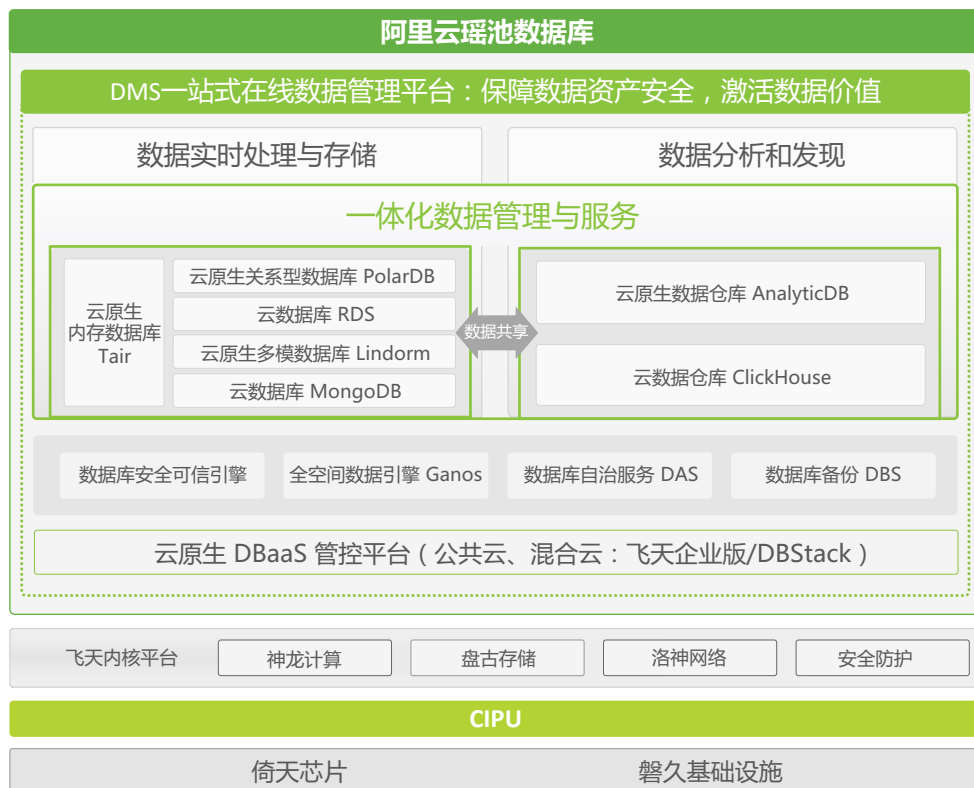 阿里云瑶池数据库
DMS一站式在线数据管理平台：保障数据资产安全，激活数据价值
数据实时处理与存储
数据分析和发现
一体化数据管理与服务
云原生
内存数据库
Tair
云原生关系型数据库 PolarDB
云数据库 RDS
云原生多模数据库 Lindorm
云数据库 MongoDB
数据共享
云原生数据仓库 AnalyticDB
云数据仓库 ClickHouse
数据库安全可信引擎
全空间数据引擎 Ganos
数据库自治服务 DAS
数据库备份 DBS
云原生 DBaaS 管控平台（公共云、混合云：飞天企业版/DBStack）
飞天内核平台
神龙计算
盘古存储
洛神网络
安全防护
CIPU
倚天芯片
磐久基础设施